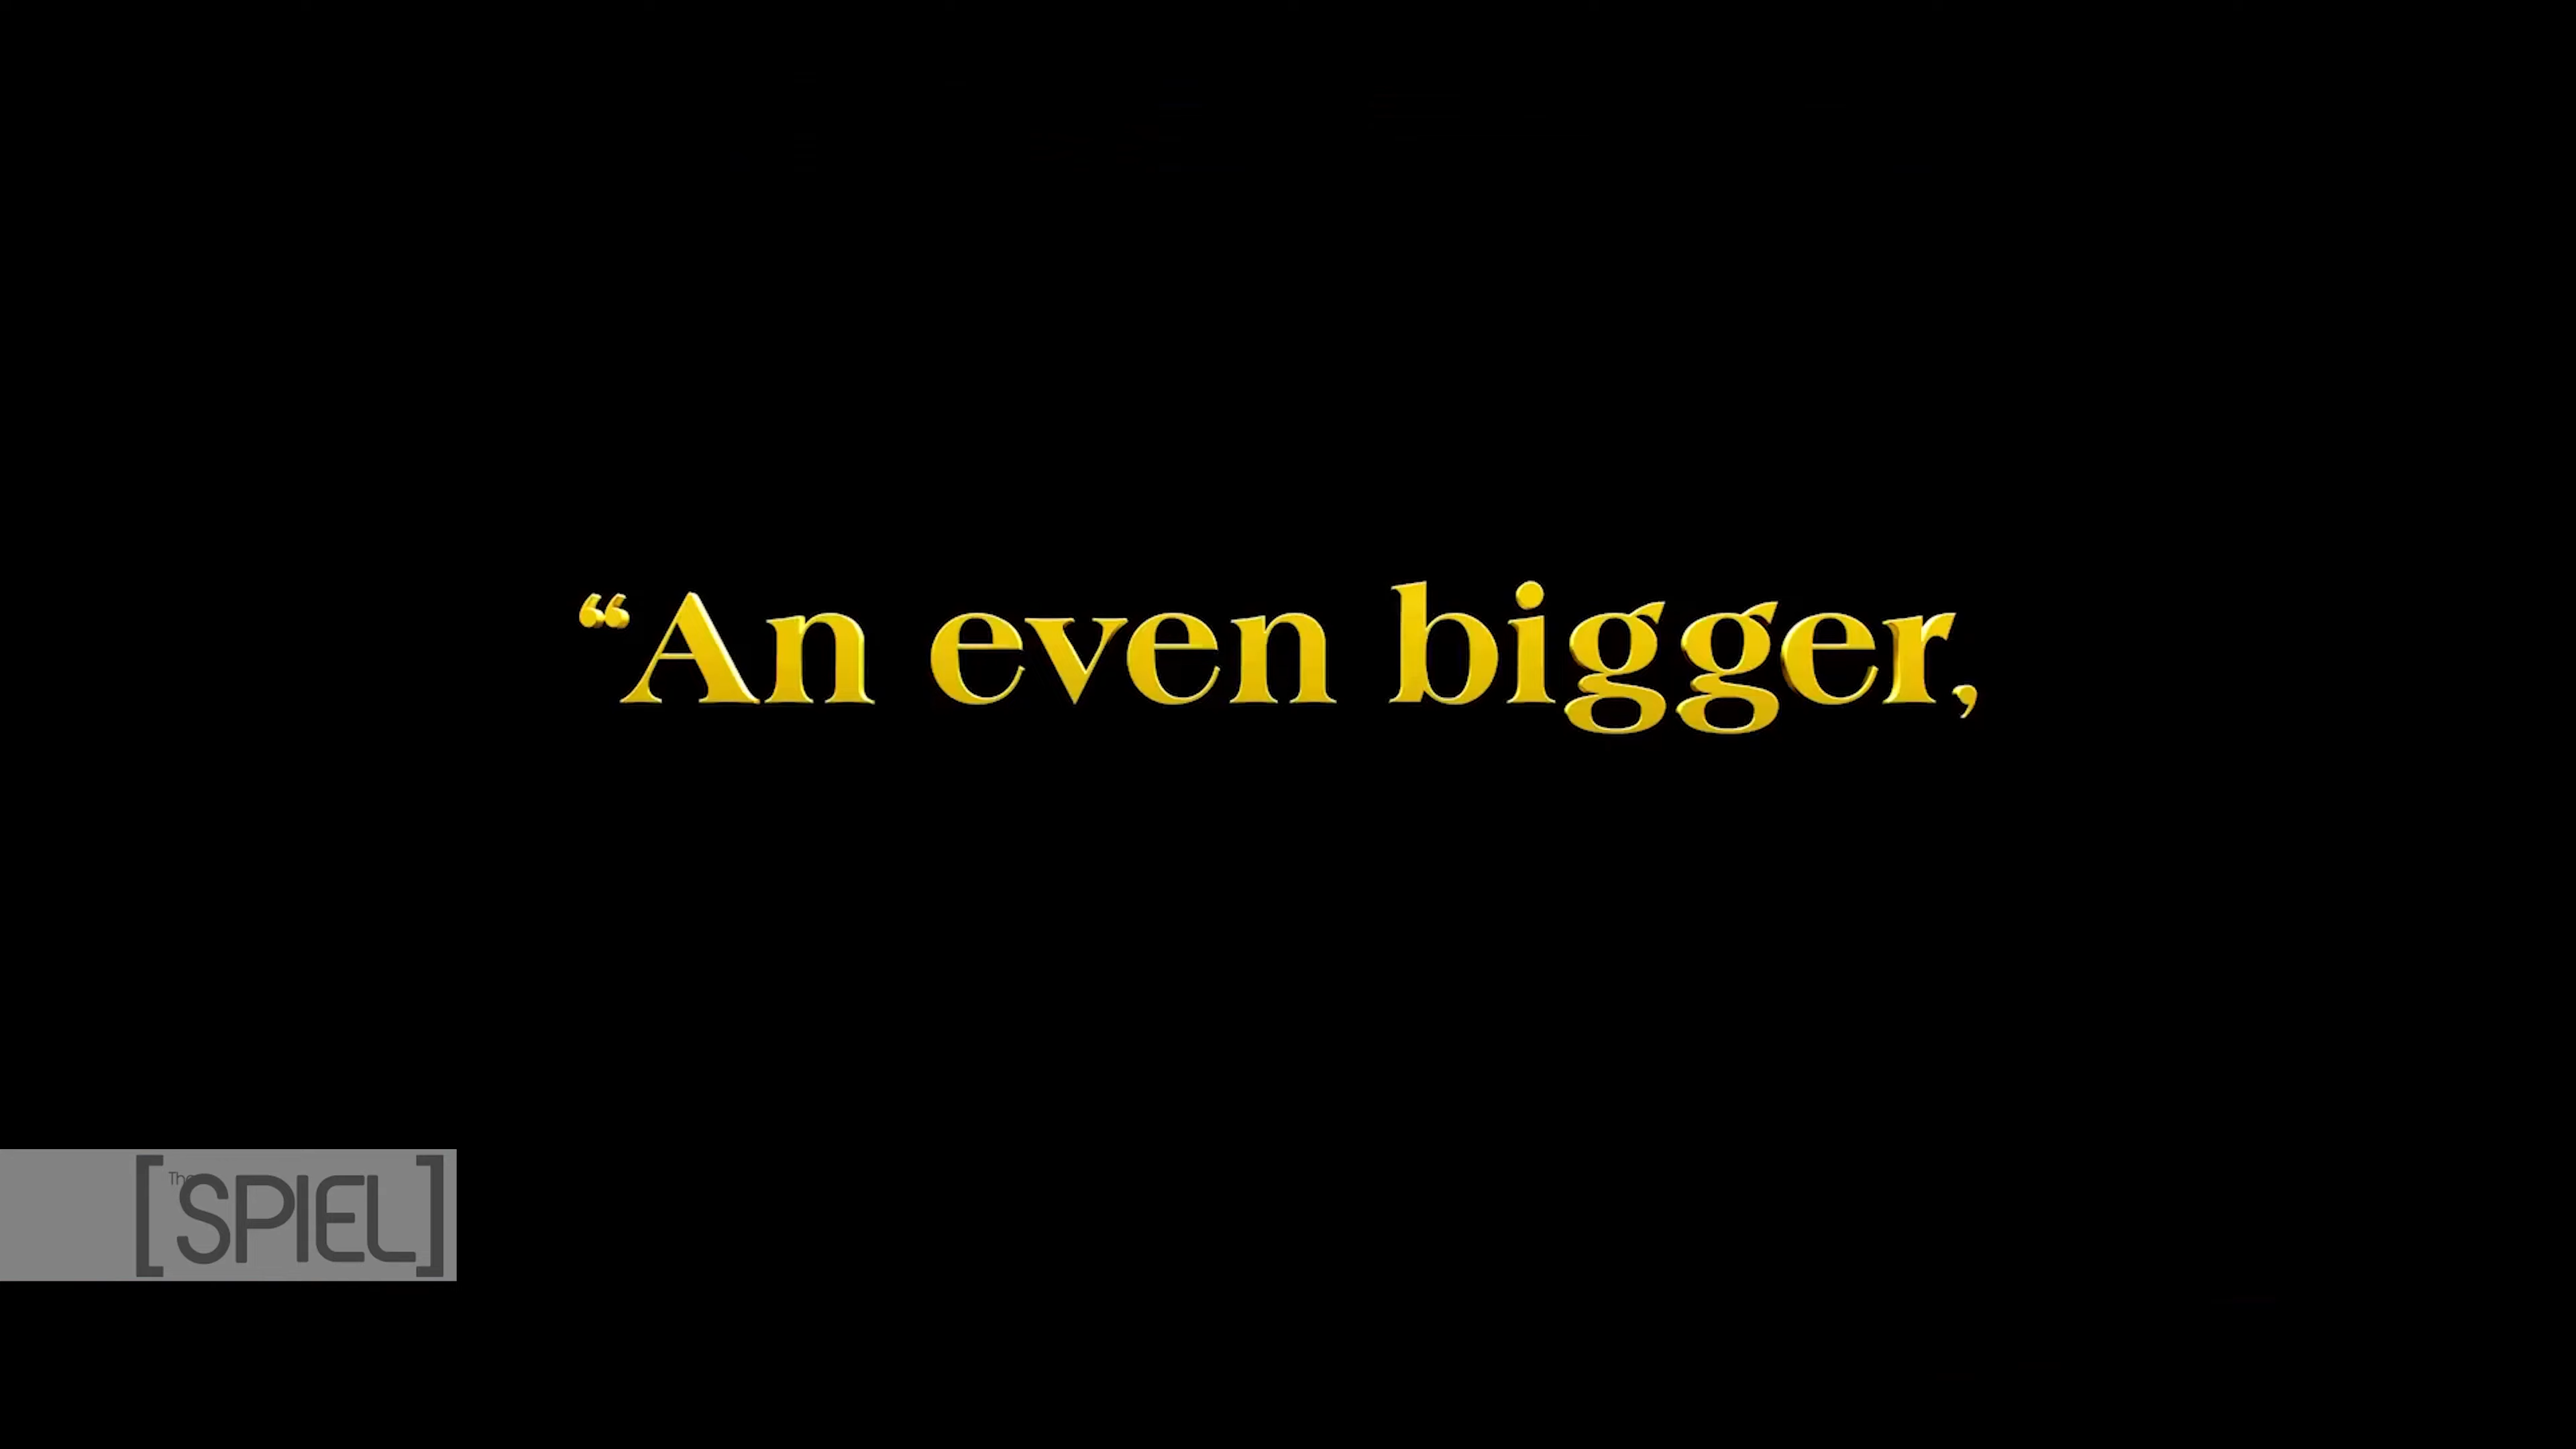 “An even bigger,
The
SPIEL